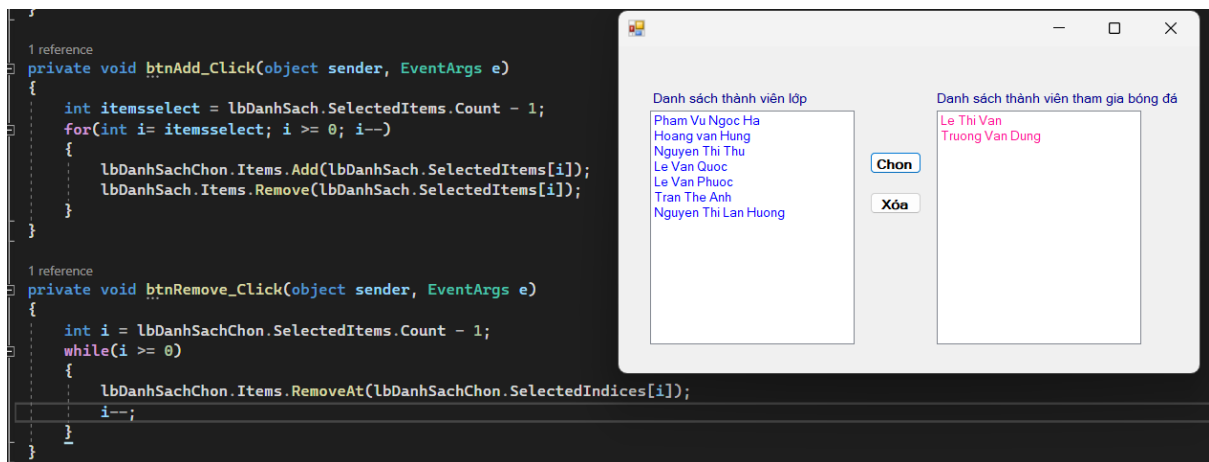 }
1 reference
private void btnAdd_Click(object sender, EventArgs e)
{
int itemsselect = lbDanhSach.SelectedItems.Count - 1;
for(int i= itemsselect; i >= 0; i--)
{
lbDanhSachChon.Items.Add(lbDanhSach.SelectedItems[i]);
lbDanhSach.Items.Remove(lbDanhSach.SelectedItems[i]);
}
}
1 reference
private void btnRemove_Click(object sender, EventArgs e)
{
int i = lbDanhSachChon.SelectedItems.Count - 1;
while(i >= 0)
{
lbDanhSachChon.Items.RemoveAt(lbDanhSachChon.SelectedIndices[i]);
i--;
}
}
Danh sách thành viên lớp
Pham Vu Ngoc Ha
Hoang van Hung
Nguyen Thi Thu
Le Van Quoc
Le Van Phuoc
Tran The Anh
Nguyen Thi Lan Huong
Chon
Xóa
Danh sách thành viên tham gia bóng đá
Le Thi Van
Truong Van Dung